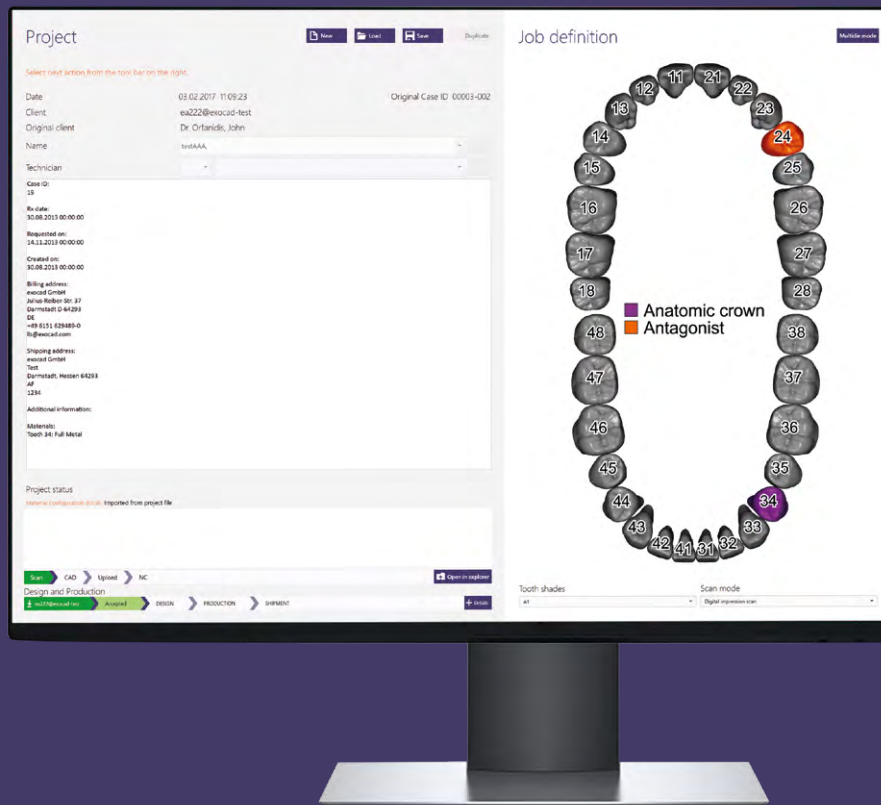 Project
New
Load
Save
Duplicate
Select next action from the tool bar on the right.
Date 03.02.2017 11:09:23 Original Case ID 00003-002
Client ea222@exocad-test
Original client Dr. Orfanidis, John
Name testAAA,
Technician
Case ID:
15
Rx date:
30.08.2013 00:00:00
Requested on:
14.11.2013 00:00:00
Created on:
30.08.2013 00:00:00
Billing address:
exocad GmbH
Julius-Reiber Str. 37
Darmstadt D-64293
DE
+49 6151 629489-0
Shipping address:
exocad GmbH
Test
Darmstadt, Hessen 64293
AF
1234
Additional information:
Materials:
Tooth 34: Full Metal
Project status
Imported from project file
Scan CAD Upload NC
Open in explorer
Design and Production
Accepted DESIGN PRODUCTION SHIPMENT
Details
Job definition
Multidie mode
11 21
12 22
13 23
14 24
15 25
16 26
17 27
18 28
Anatomic crown
Antagonist
48 38
47 37
46 36
45 35
44 34
43 33
42 41 31 32
Tooth shades Scan mode
A1 Digital impression scan